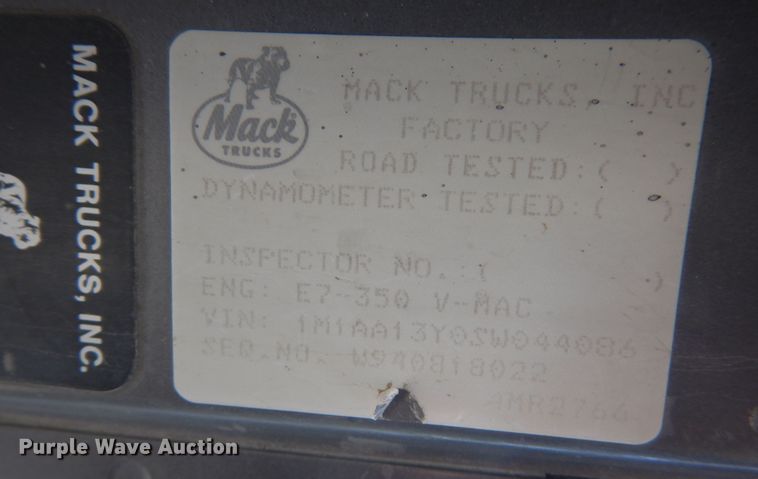 MACK TRUCKS, INC.
Mack
TRUCKS
MACK TRUCKS, INC
FACTORY
ROAD TESTED:( )
DYNAMOMETER TESTED:( )
INSPECTOR NO.:( )
ENG: E7-350 V-MAC
VIN: 1M1AA13Y0SW044086
SEQ.NO. W940818022
4MR2766
Purple Wave Auction